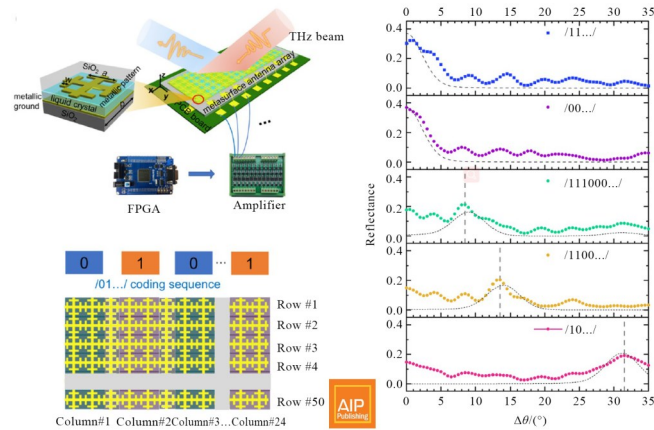 THz beam
SiO₂
a
metallic pattern
metallic
ground
liquid crystal
SiO₂
metasurface antenna array
z
x
y
...
FPGA
Amplifier
0
1
0
...
1
/01.../ coding sequence
Row #1
Row #2
Row #3
Row #4
Row #50
Column#1
Column#2
Column#3...
Column#24
AIP
Publishing
Reflectance
0.4
0.2
0.0
/11.../
0.4
0.2
0.0
/00.../
0.4
0.2
0.0
/111000.../
0.4
0.2
0.0
/1100.../
0.4
0.2
0.0
/10.../
0 5 10 15 20 25 30 35
0 5 10 15 20 25 30 35
Δθ/(°)